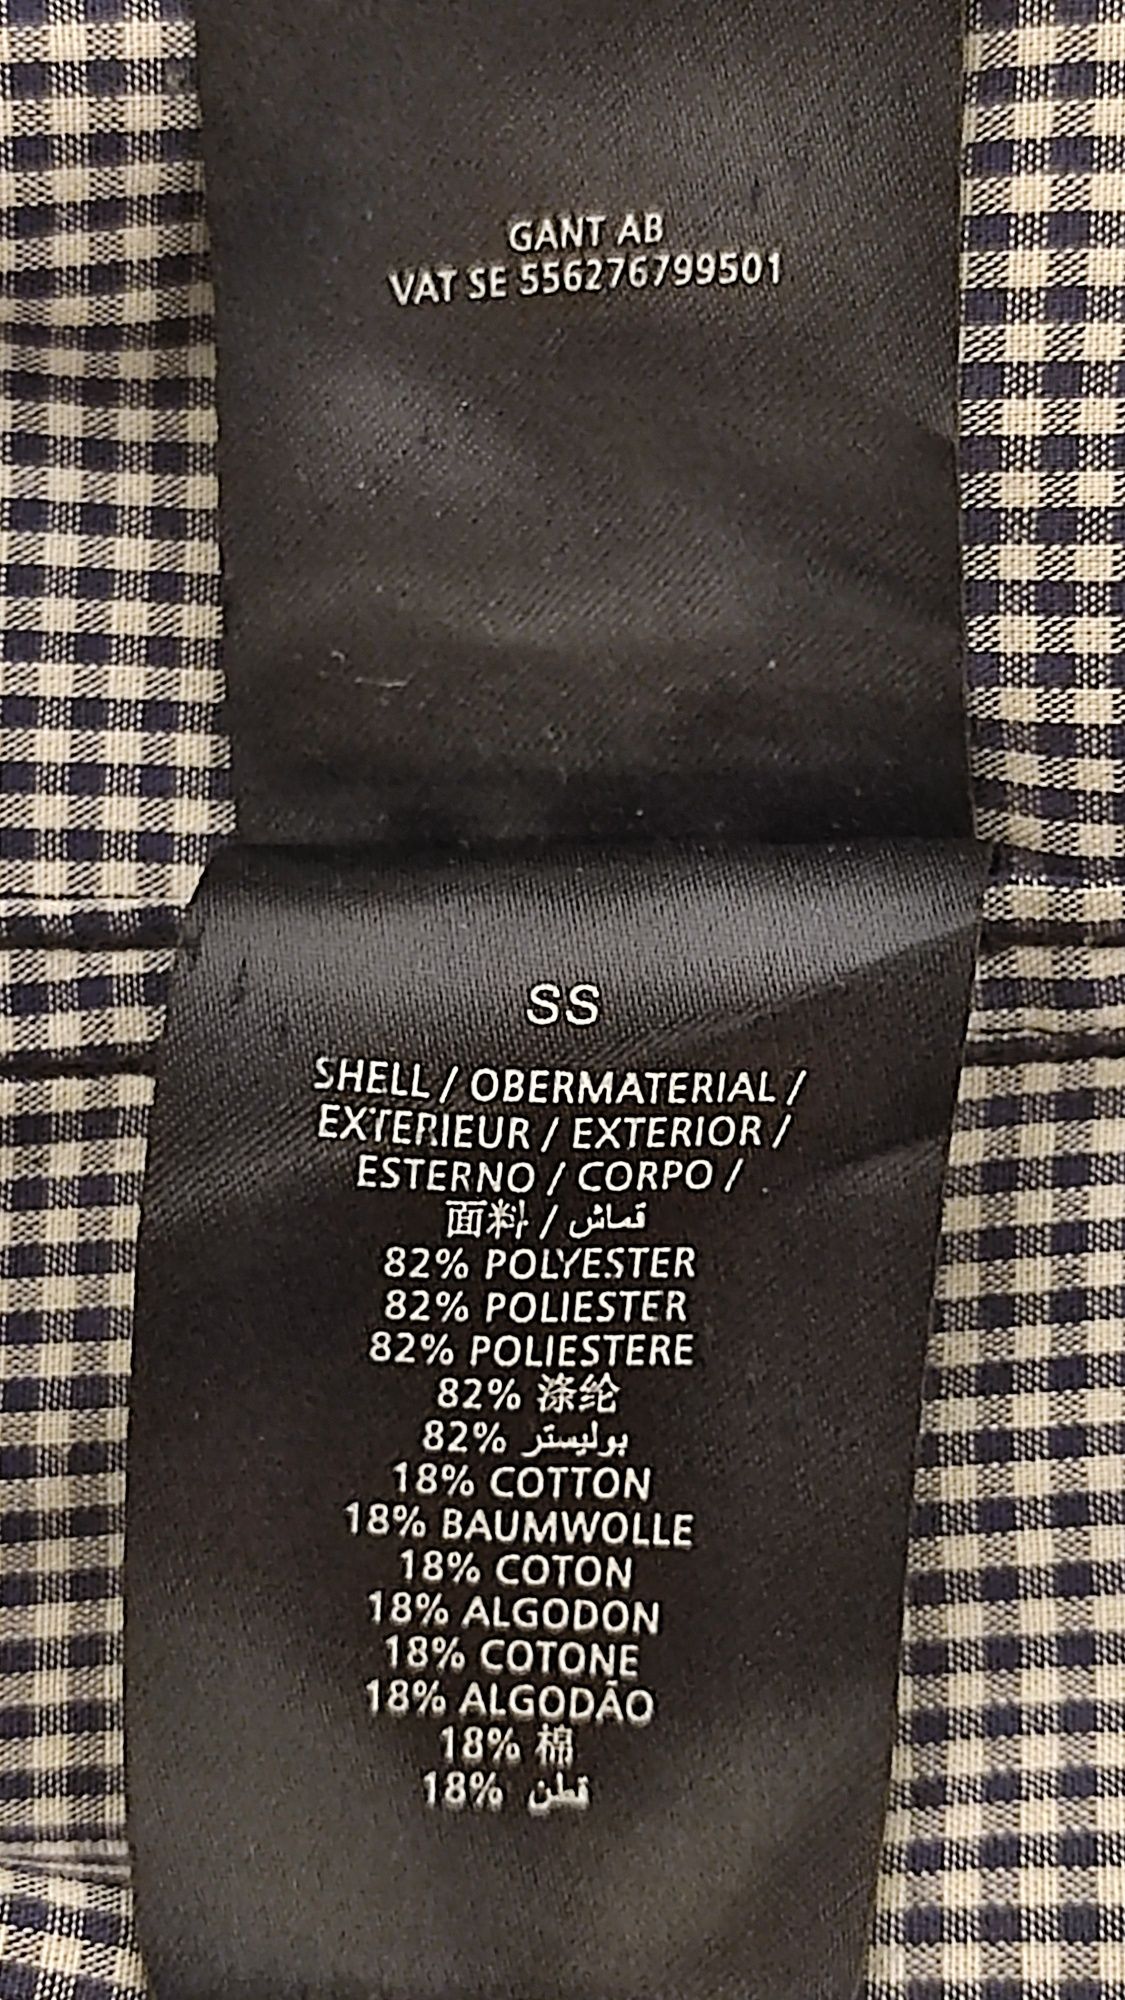 GANT AB
VAT SE 556276799501
SS
SHELL / OBERMATERIAL /
EXTERIEUR / EXTERIOR /
ESTERNO / CORPO /
面料 / قماش
82% POLYESTER
82% POLIESTER
82% POLIESTERE
82% 涤纶
82% بوليستر
18% COTTON
18% BAUMWOLLE
18% COTON
18% ALGODON
18% COTONE
18% ALGODÃO
18% 棉
18% قطن